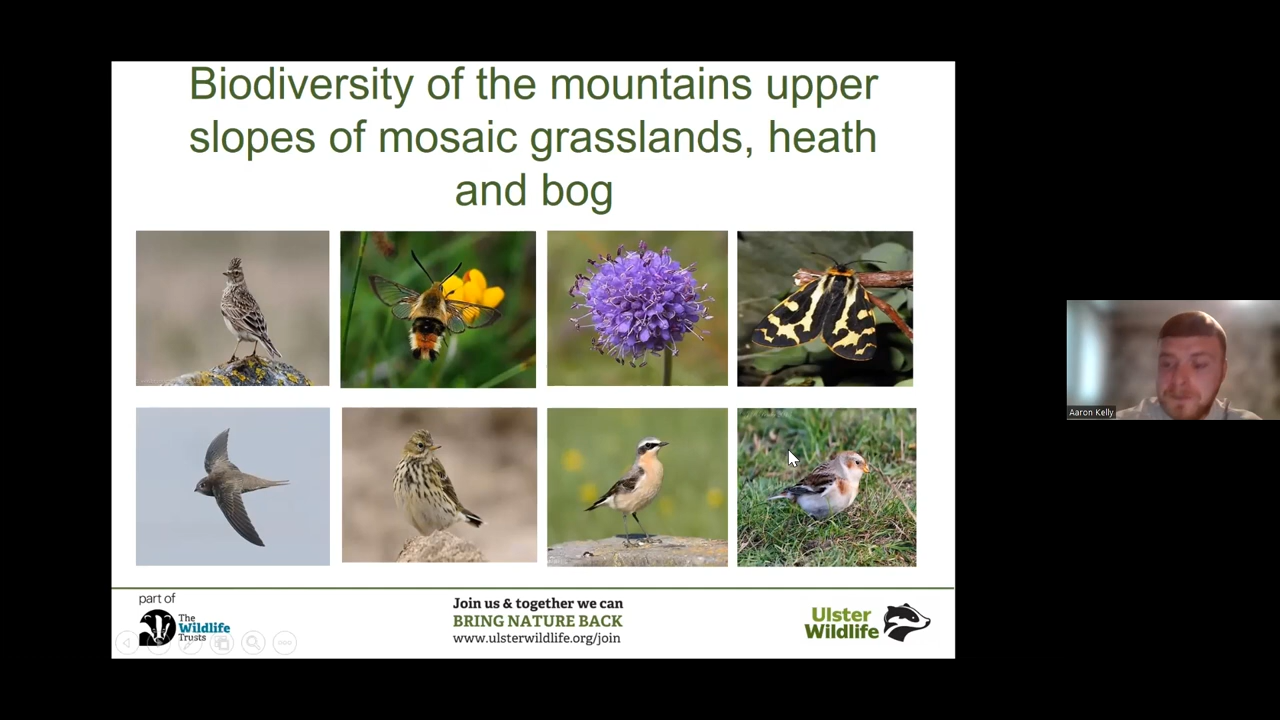 Biodiversity of the mountains upper
slopes of mosaic grasslands, heath
and bog
Aaron Kelly
part of
The
Wildlife
Trusts
Join us & together we can
BRING NATURE BACK
www.ulsterwildlife.org/join
Ulster
Wildlife